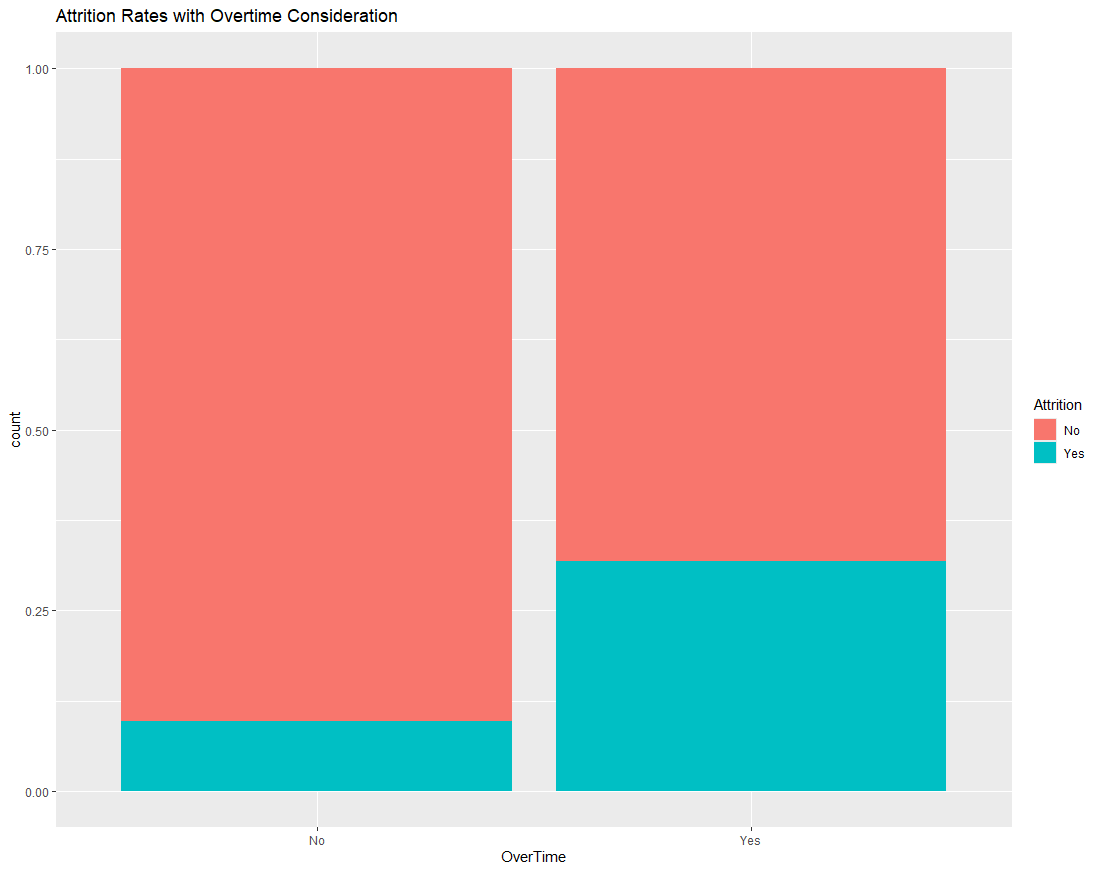 Attrition Rates with Overtime Consideration
1.00
0.75
0.50
0.25
0.00
count
No
Yes
OverTime
Attrition
No
Yes